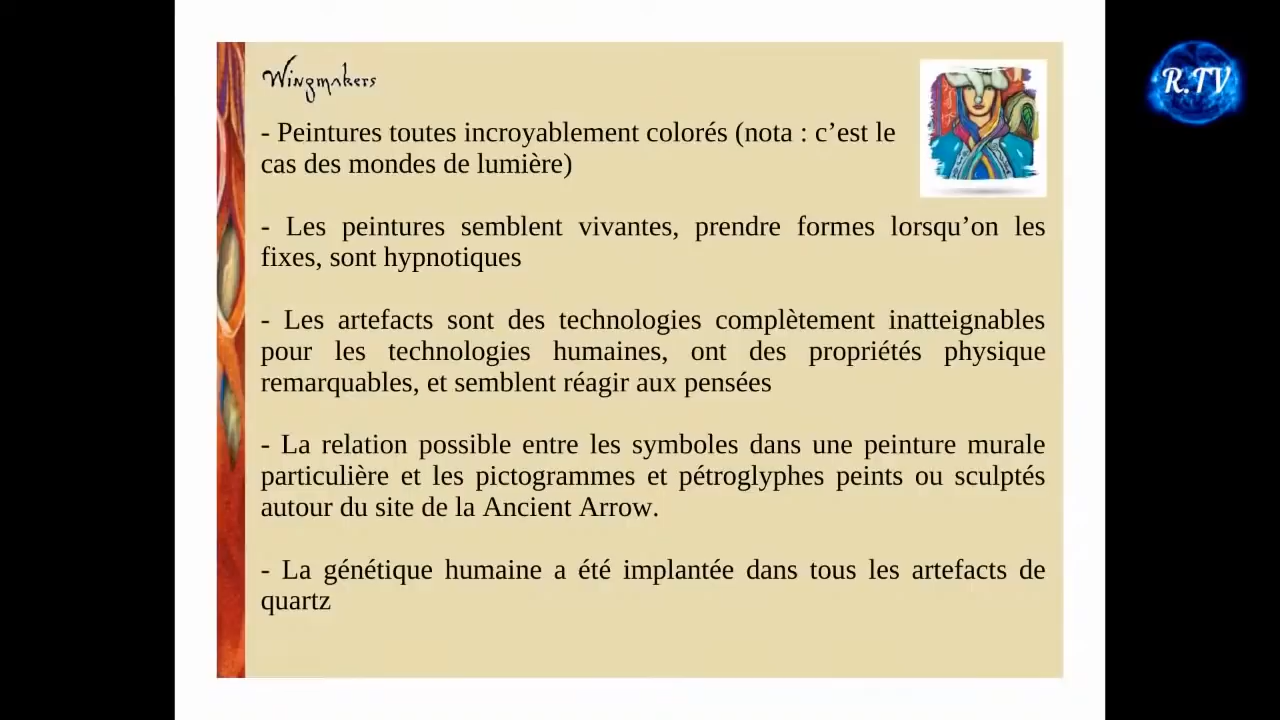 Wingmakers
R.TV
- Peintures toutes incroyablement colorés (nota : c’est le
cas des mondes de lumière)
- Les peintures semblent vivantes, prendre formes lorsqu’on les
fixes, sont hypnotiques
- Les artefacts sont des technologies complètement inatteignables
pour les technologies humaines, ont des propriétés physique
remarquables, et semblent réagir aux pensées
- La relation possible entre les symboles dans une peinture murale
particulière et les pictogrammes et pétroglyphes peints ou sculptés
autour du site de la Ancient Arrow.
- La génétique humaine a été implantée dans tous les artefacts de
quartz